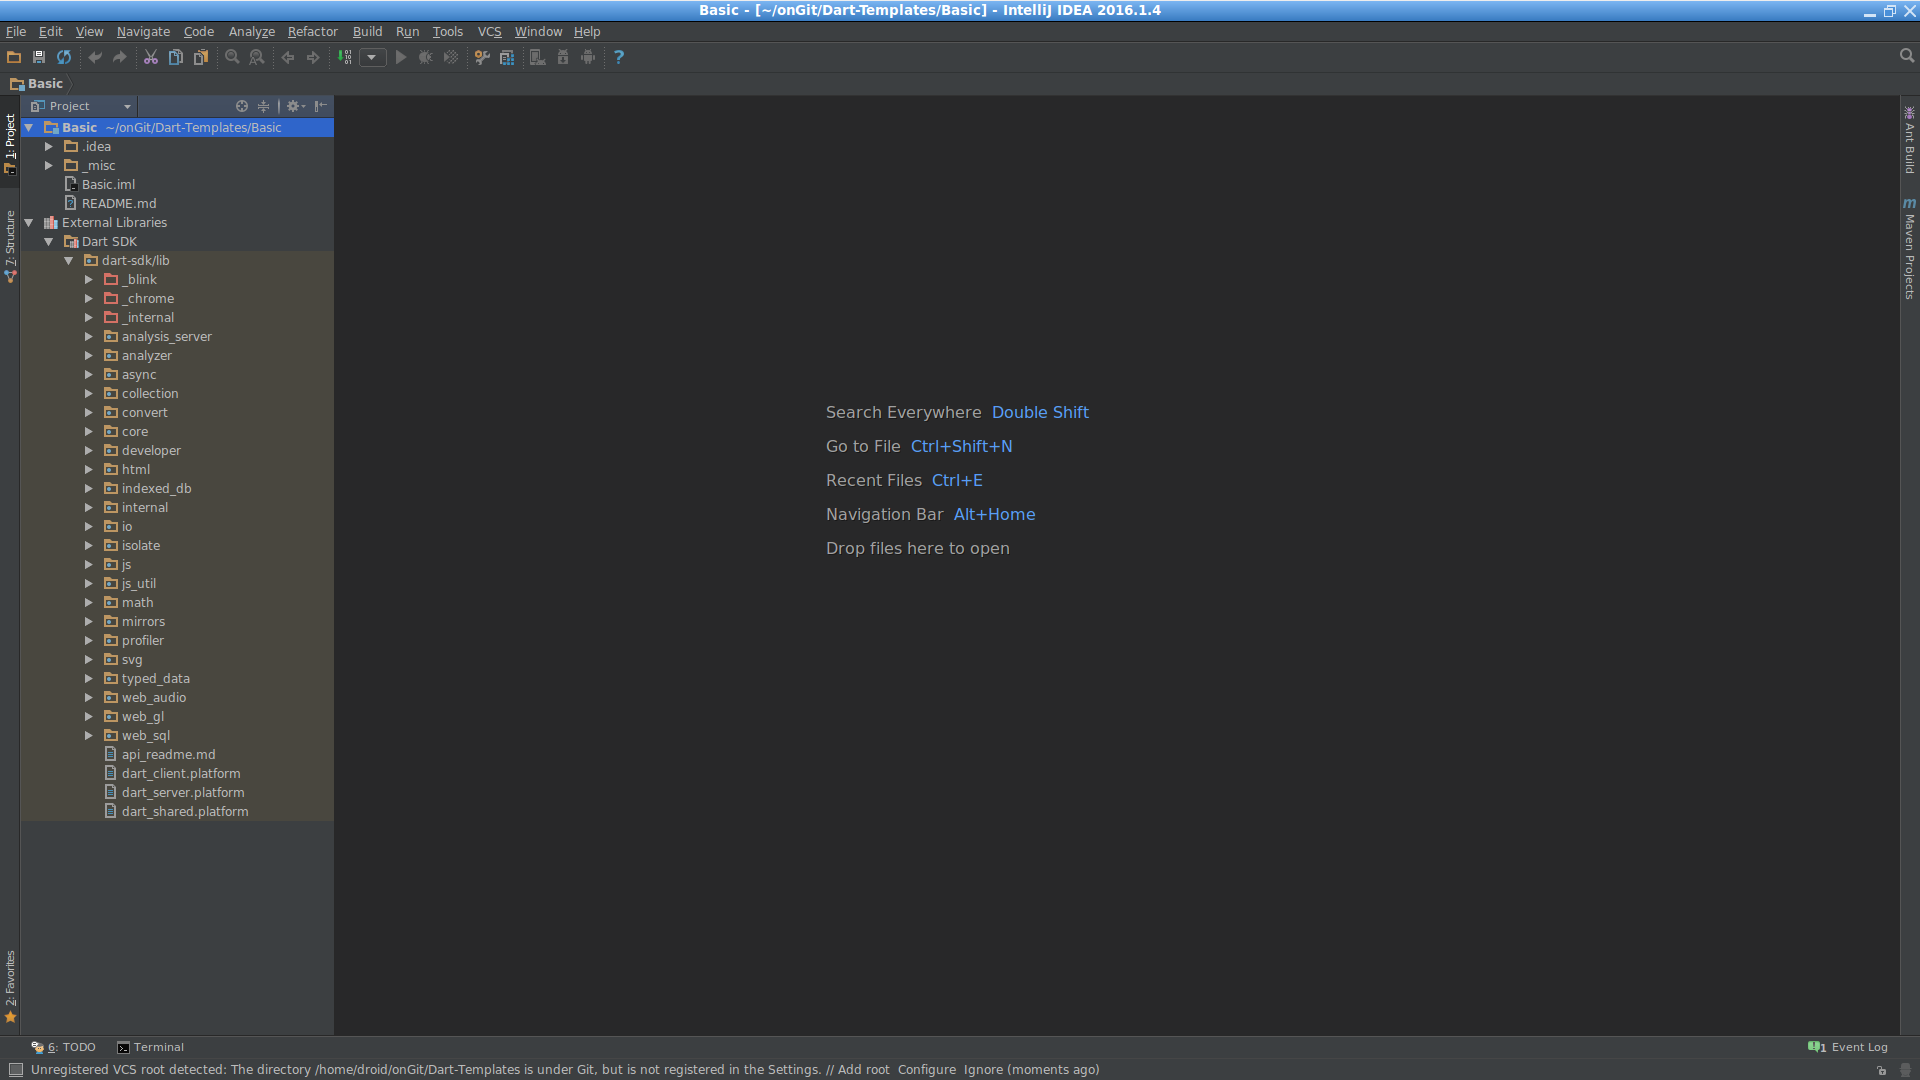 Basic - [~/onGit/Dart-Templates/Basic] - IntelliJ IDEA 2016.1.4
File Edit View Navigate Code Analyze Refactor Build Run Tools VCS Window Help
Basic
Project
Basic ~/onGit/Dart-Templates/Basic
.idea
_misc
Basic.iml
README.md
External Libraries
Dart SDK
dart-sdk/lib
_blink
_chrome
_internal
analysis_server
analyzer
async
collection
convert
core
developer
html
indexed_db
internal
io
isolate
js
js_util
math
mirrors
profiler
svg
typed_data
web_audio
web_gl
web_sql
api_readme.md
dart_client.platform
dart_server.platform
dart_shared.platform
1: Project
7: Structure
2: Favorites
Search Everywhere Double Shift
Go to File Ctrl+Shift+N
Recent Files Ctrl+E
Navigation Bar Alt+Home
Drop files here to open
Ant Build
m Maven Projects
6: TODO Terminal
1 Event Log
Unregistered VCS root detected: The directory /home/droid/onGit/Dart-Templates is under Git, but is not registered in the Settings. // Add root Configure Ignore (moments ago)